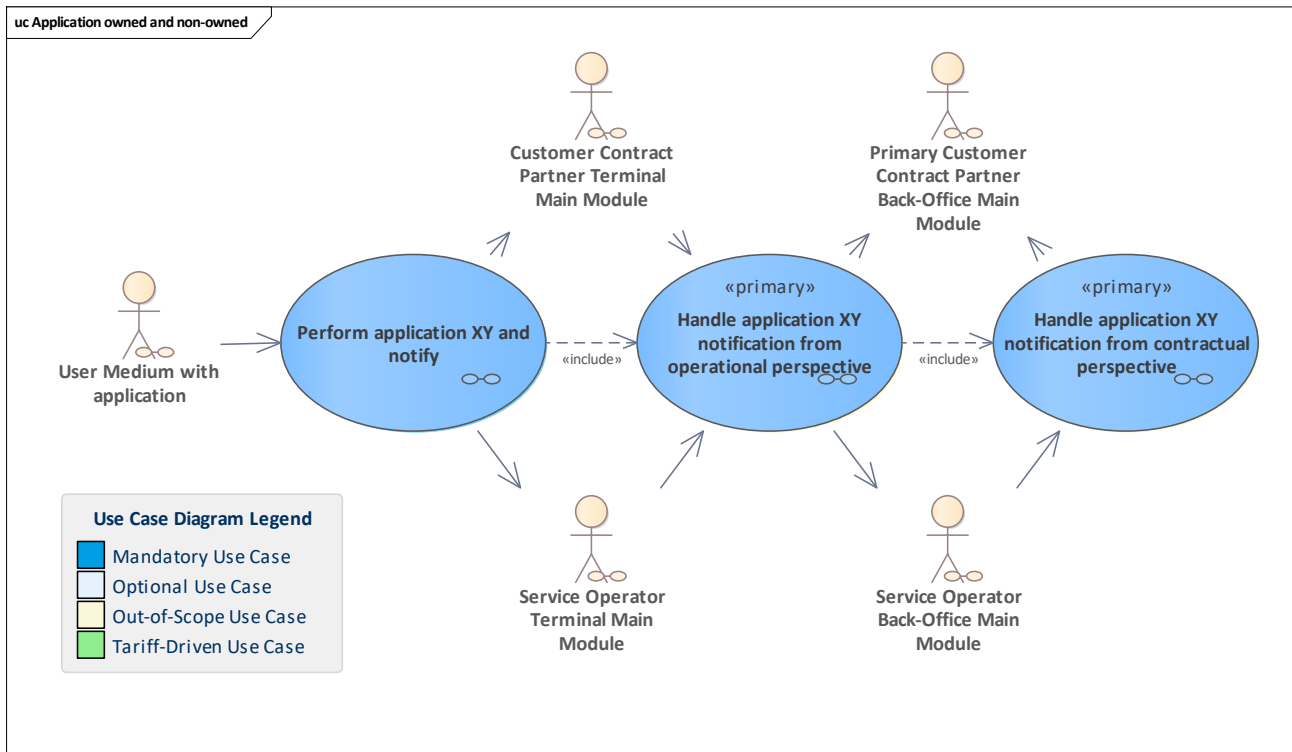 uc Application owned and non-owned
Customer Contract
Partner Terminal
Main Module
Primary Customer
Contract Partner
Back-Office Main
Module
User Medium with
application
Perform application XY and
notify
«include»
«primary»
Handle application XY
notification from
operational perspective
«include»
«primary»
Handle application XY
notification from contractual
perspective
Service Operator
Terminal Main
Module
Service Operator
Back-Office Main
Module
Use Case Diagram Legend
Mandatory Use Case
Optional Use Case
Out-of-Scope Use Case
Tariff-Driven Use Case